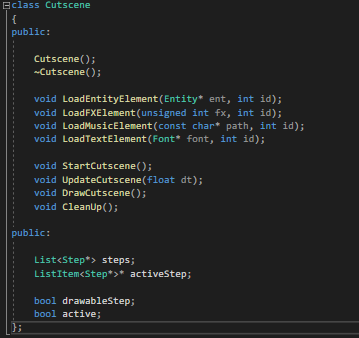 class Cutscene
{
public:
Cutscene();
~Cutscene();
void LoadEntityElement(Entity* ent, int id);
void LoadFXElement(unsigned int fx, int id);
void LoadMusicElement(const char* path, int id);
void LoadTextElement(Font* font, int id);
void StartCutscene();
void UpdateCutscene(float dt);
void DrawCutscene();
void CleanUp();
public:
List<Step*> steps;
ListItem<Step*>* activeStep;
bool drawableStep;
bool active;
};